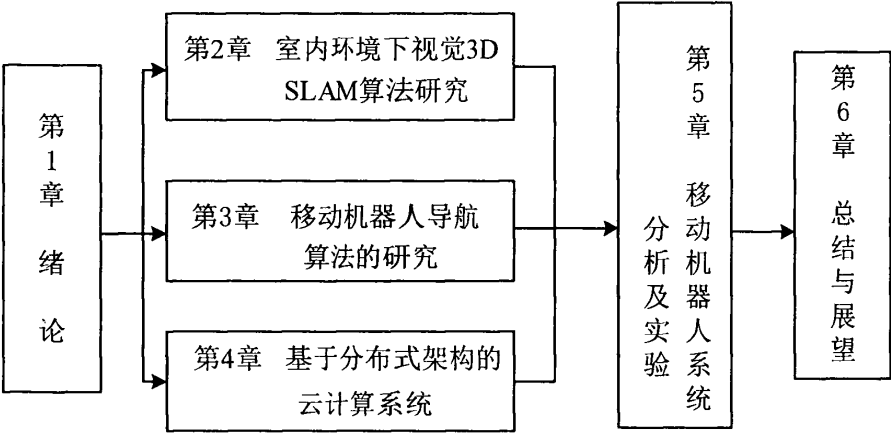 第1章 绪论
第2章 室内环境下视觉3D
SLAM算法研究
第3章 移动机器人导航
算法的研究
第4章 基于分布式架构的
云计算系统
第5章 移动机器人系统
分析及实验
第6章 总结与展望